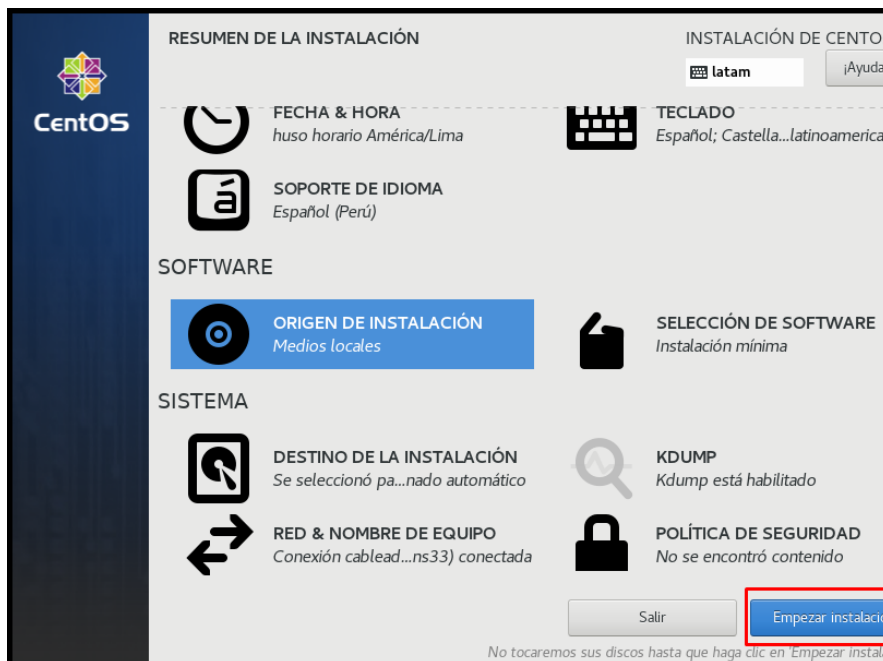 RESUMEN DE LA INSTALACIÓN
INSTALACIÓN DE CENTO
latam
¡Ayuda
CentOS
FECHA & HORA
huso horario América/Lima
TECLADO
Español; Castella...latinoamerica
SOPORTE DE IDIOMA
Español (Perú)
SOFTWARE
ORIGEN DE INSTALACIÓN
Medios locales
SELECCIÓN DE SOFTWARE
Instalación mínima
SISTEMA
DESTINO DE LA INSTALACIÓN
Se seleccionó pa...nado automático
KDUMP
Kdump está habilitado
RED & NOMBRE DE EQUIPO
Conexión cablead...ns33) conectada
POLÍTICA DE SEGURIDAD
No se encontró contenido
Salir
Empezar instalació
No tocaremos sus discos hasta que haga clic en 'Empezar instal